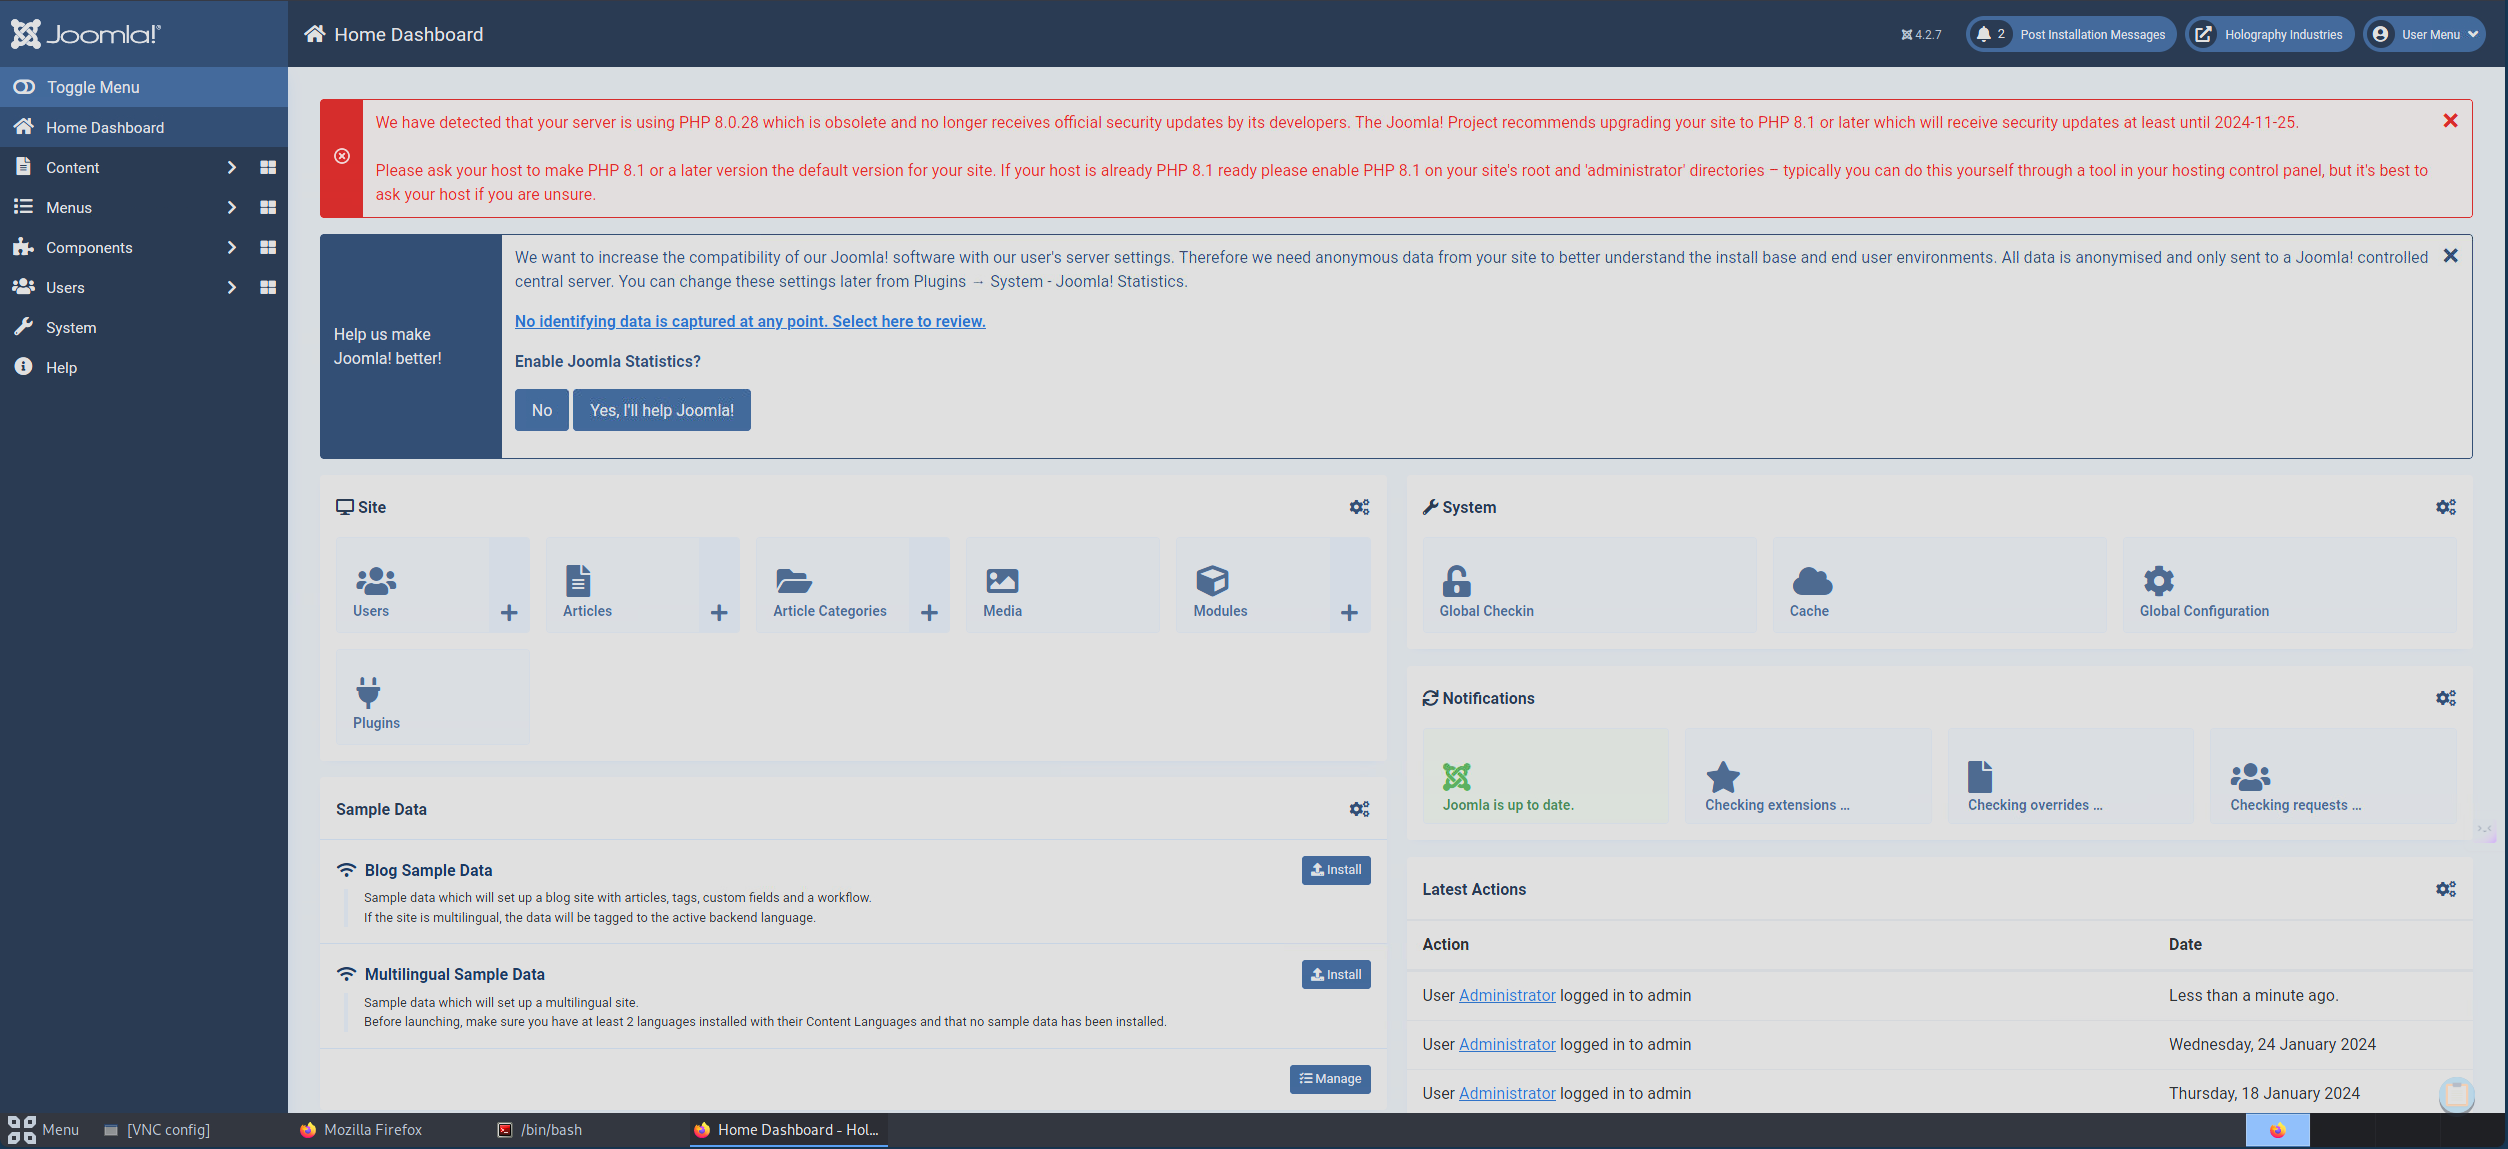 Joomla!®
Home Dashboard
4.2.7
2
Post Installation Messages
Holography Industries
User Menu
Toggle Menu
Home Dashboard
Content
Menus
Components
Users
System
Help
We have detected that your server is using PHP 8.0.28 which is obsolete and no longer receives official security updates by its developers. The Joomla! Project recommends upgrading your site to PHP 8.1 or later which will receive security updates at least until 2024-11-25.
Please ask your host to make PHP 8.1 or a later version the default version for your site. If your host is already PHP 8.1 ready please enable PHP 8.1 on your site's root and 'administrator' directories – typically you can do this yourself through a tool in your hosting control panel, but it's best to
ask your host if you are unsure.
Help us make
Joomla! better!
We want to increase the compatibility of our Joomla! software with our user's server settings. Therefore we need anonymous data from your site to better understand the install base and end user environments. All data is anonymised and only sent to a Joomla! controlled
central server. You can change these settings later from Plugins → System - Joomla! Statistics.
No identifying data is captured at any point. Select here to review.
Enable Joomla Statistics?
No
Yes, I'll help Joomla!
Site
Users
Articles
Article Categories
Media
Modules
Plugins
Sample Data
Blog Sample Data
Install
Sample data which will set up a blog site with articles, tags, custom fields and a workflow.
If the site is multilingual, the data will be tagged to the active backend language.
Multilingual Sample Data
Install
Sample data which will set up a multilingual site.
Before launching, make sure you have at least 2 languages installed with their Content Languages and that no sample data has been installed.
Manage
System
Global Checkin
Cache
Global Configuration
Notifications
Joomla is up to date.
Checking extensions ...
Checking overrides ...
Checking requests ...
Latest Actions
Action Date
User Administrator logged in to admin Less than a minute ago.
User Administrator logged in to admin Wednesday, 24 January 2024
User Administrator logged in to admin Thursday, 18 January 2024
Menu
[VNC config]
Mozilla Firefox
/bin/bash
Home Dashboard - Hol...